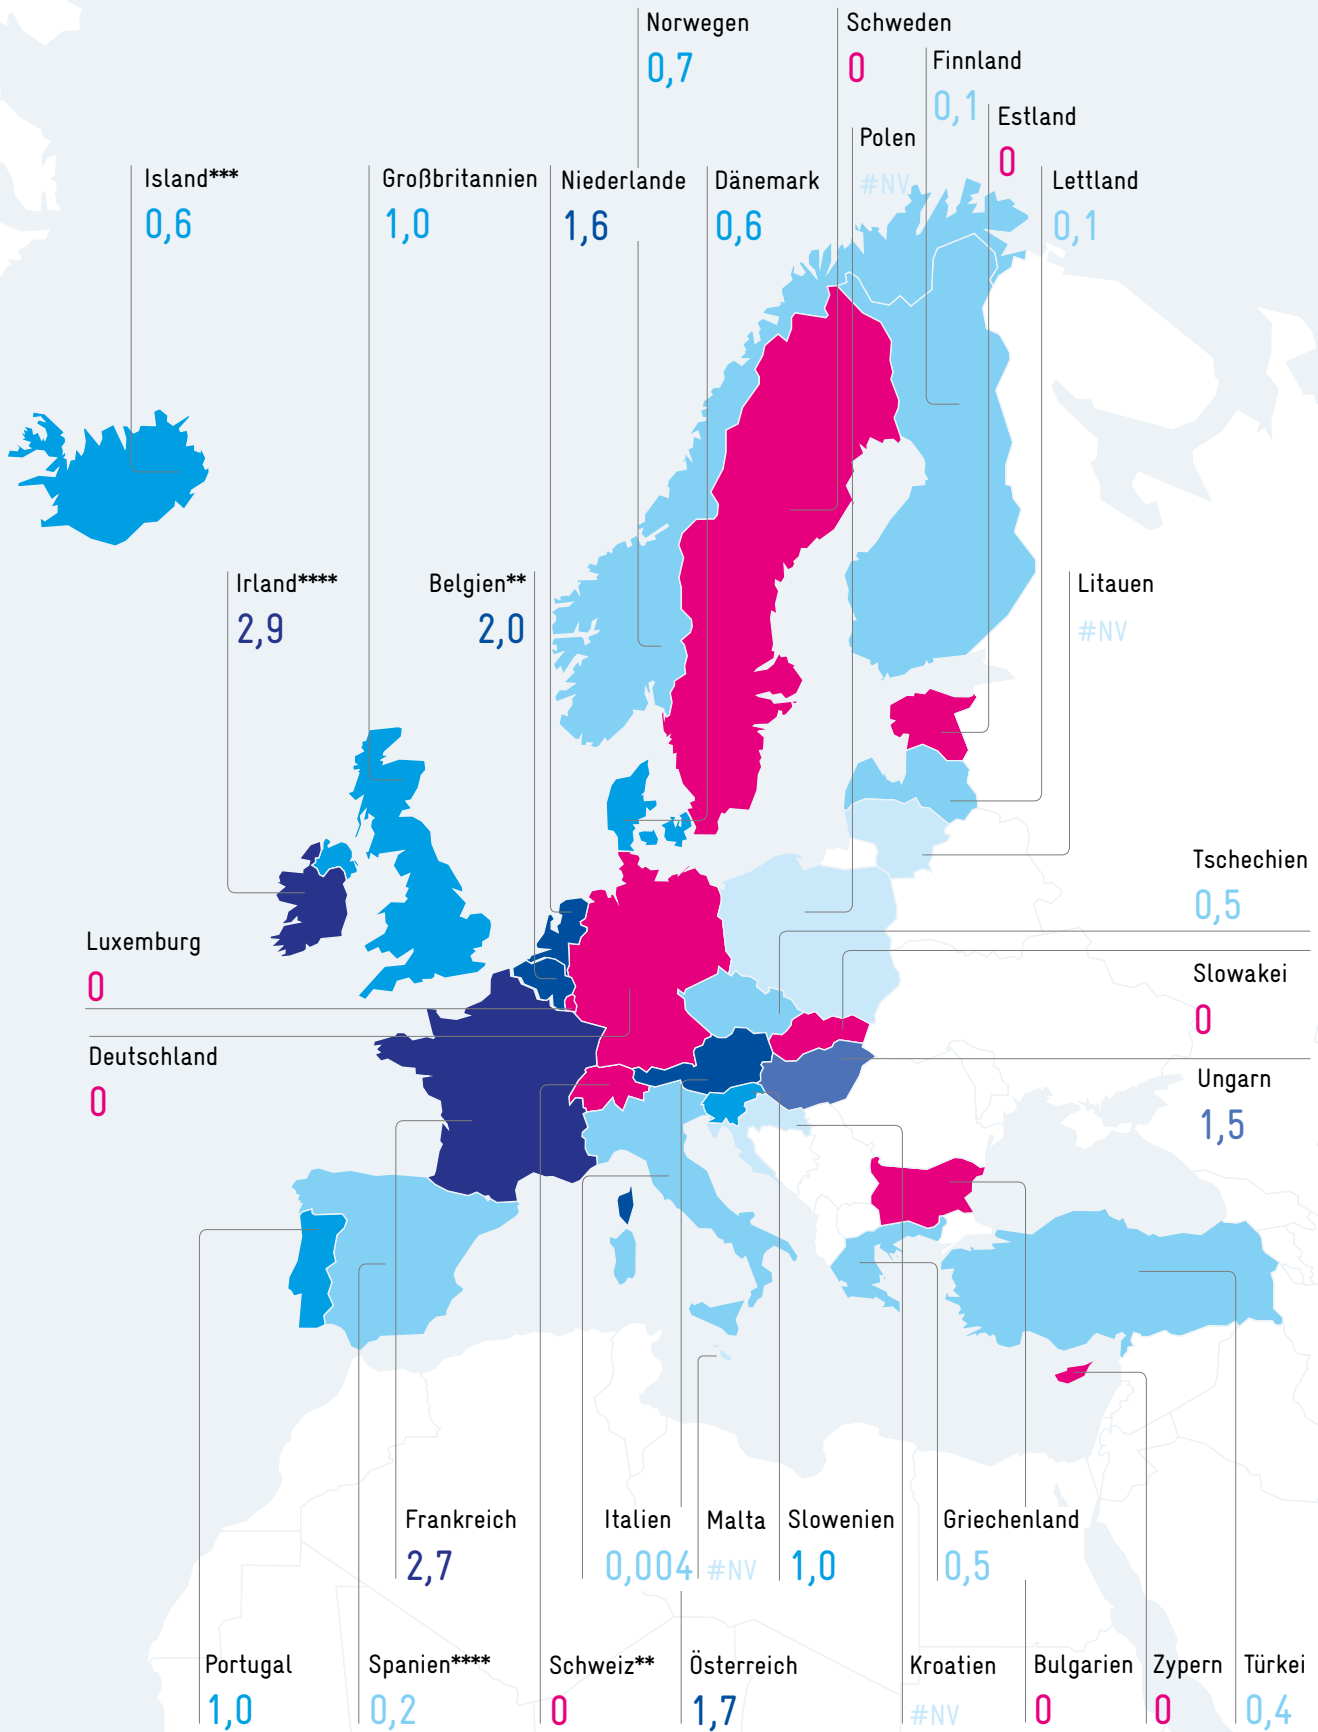 Norwegen
0,7
Schweden
0
Finnland
0,1
Estland
0
Polen
#NV
Island***
0,6
Großbritannien
1,0
Niederlande
1,6
Dänemark
0,6
Lettland
0,1
Irland****
2,9
Belgien**
2,0
Litauen
#NV
Tschechien
0,5
Luxemburg
0
Slowakei
0
Deutschland
0
Ungarn
1,5
Frankreich
2,7
Italien
0,004
Malta
#NV
Slowenien
1,0
Griechenland
0,5
Portugal
1,0
Spanien****
0,2
Schweiz**
0
Österreich
1,7
Kroatien
#NV
Bulgarien
0
Zypern
0
Türkei
0,4